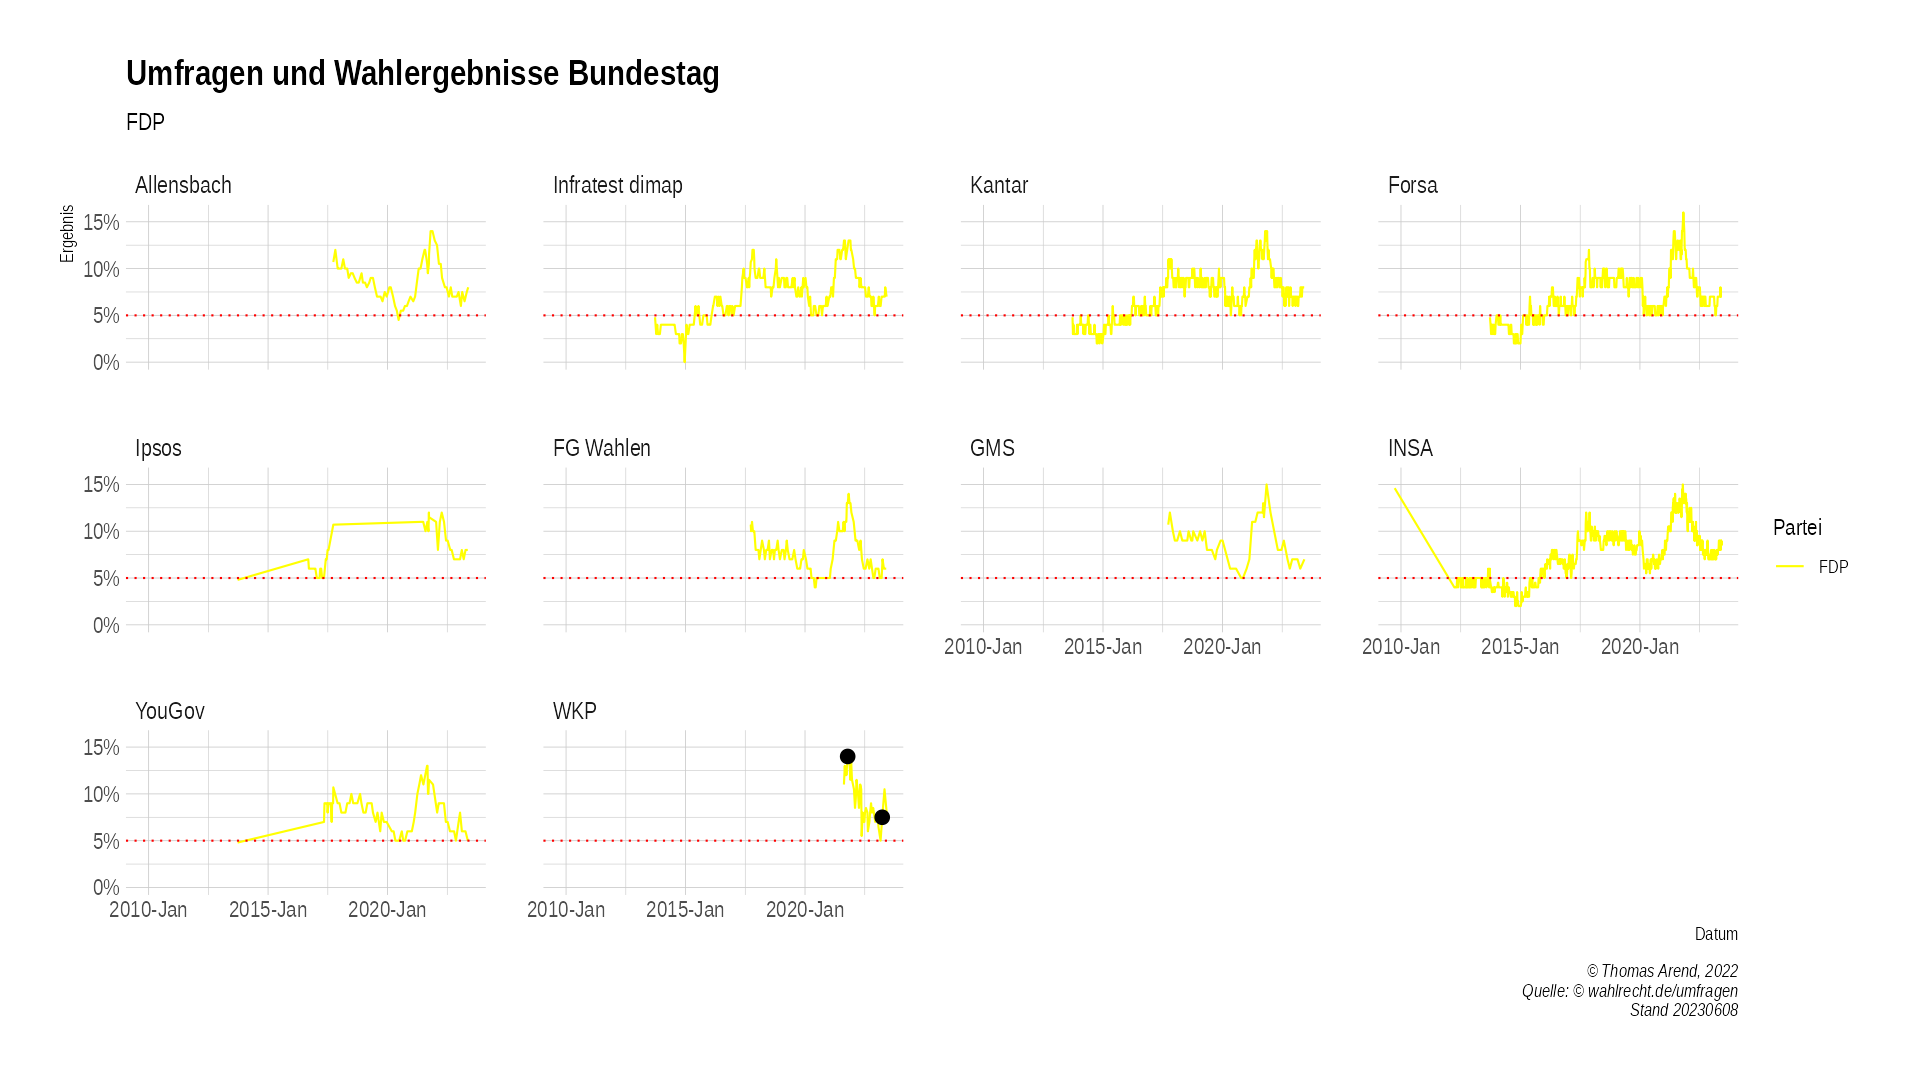 Umfragen und Wahlergebnisse Bundestag
FDP
Allensbach
Infratest dimap
Kantar
Forsa
Ergebnis
15%
10%
5%
0%
Ipsos
FG Wahlen
GMS
INSA
15%
10%
5%
0%
2010-Jan 2015-Jan 2020-Jan
2010-Jan 2015-Jan 2020-Jan
Partei
FDP
YouGov
WKP
15%
10%
5%
0%
2010-Jan 2015-Jan 2020-Jan
2010-Jan 2015-Jan 2020-Jan
Datum
© Thomas Arend, 2022
Quelle: © wahlrecht.de/umfragen
Stand 20230608